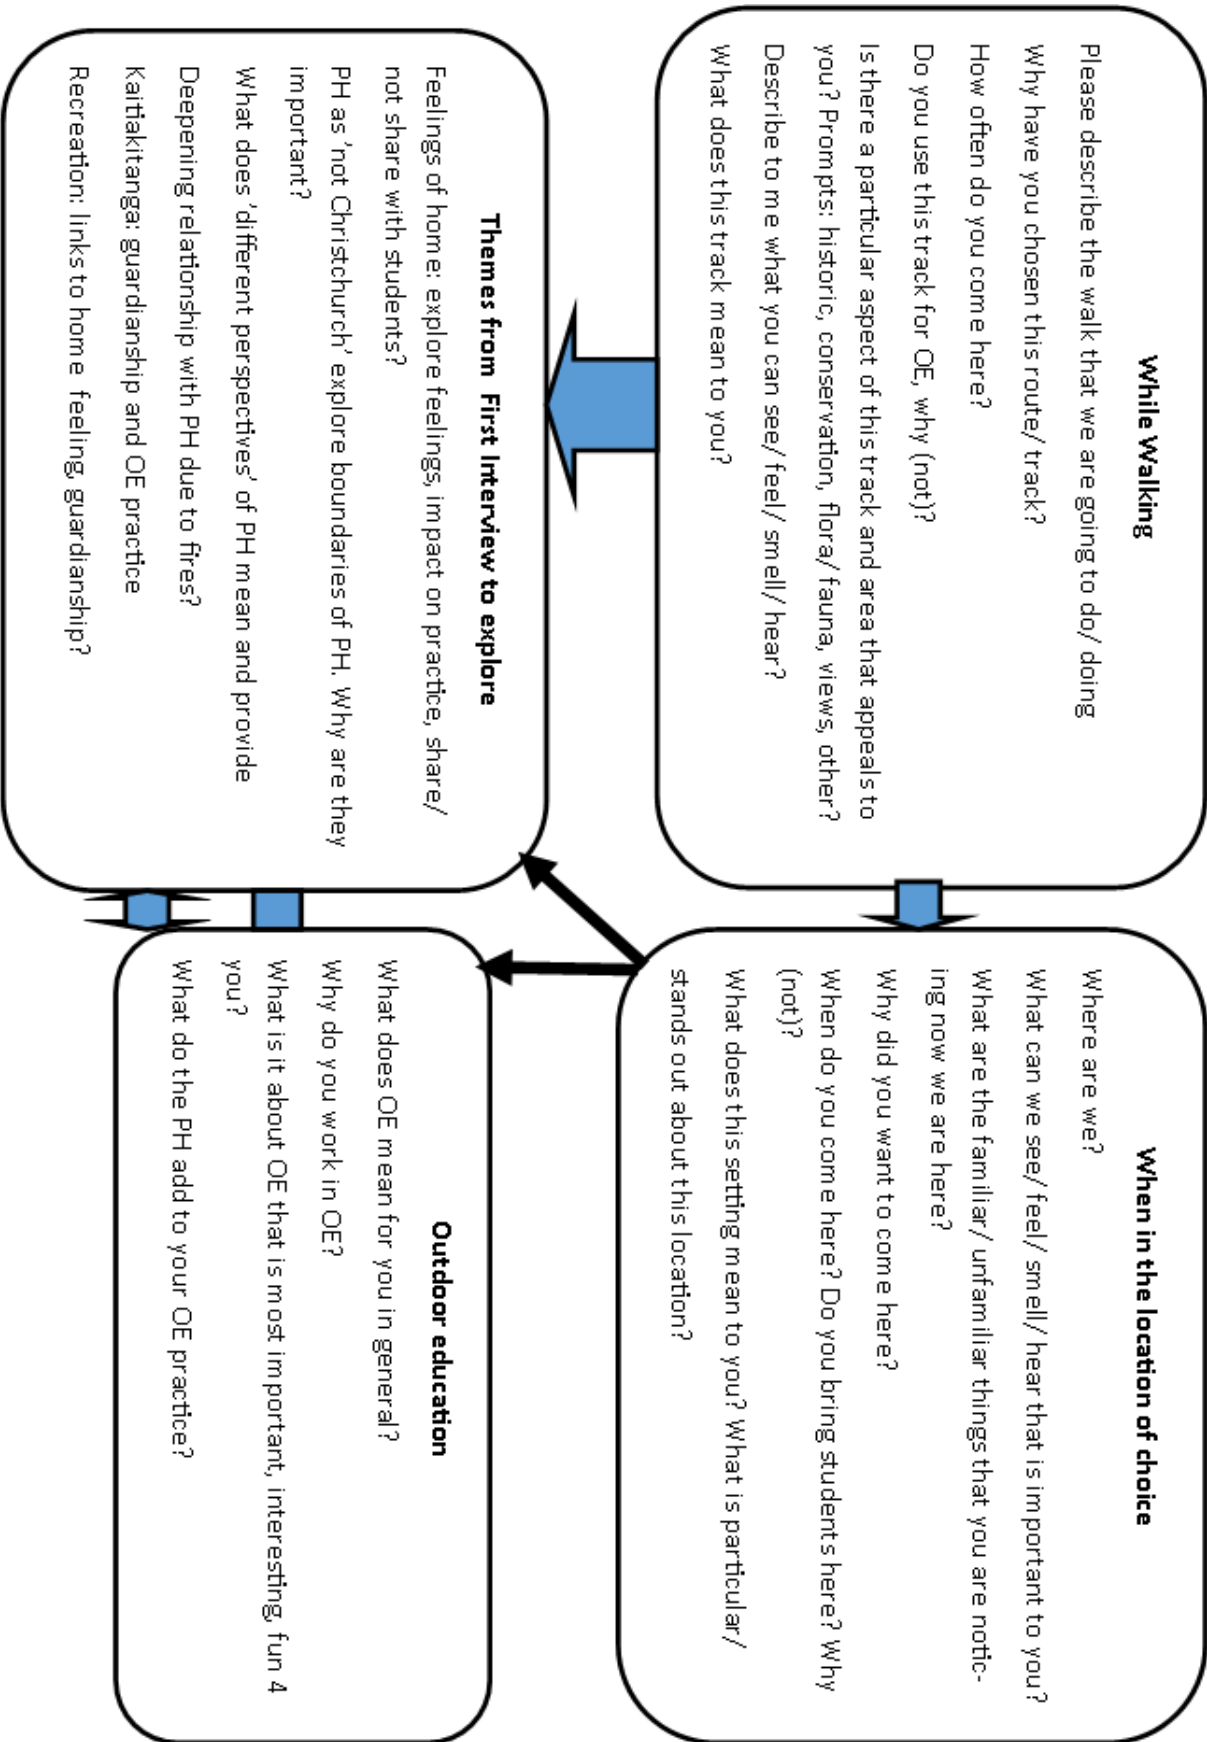 While Walking
Please describe the walk that we are going to do/ doing
Why have you chosen this route/ track?
How often do you come here?
Do you use this track for OE, why (not)?
Is there a particular aspect of this track and area that appeals to
you? Prompts: historic, conservation, flora/ fauna, views, other?
Describe to me what you can see/ feel/ smell/ hear?
What does this track mean to you?
When in the location of choice
Where are we?
What can we see/ feel/ smell/ hear that is important to you?
What are the familiar/ unfamiliar things that you are notic-
ing now we are here?
Why did you want to come here?
When do you come here? Do you bring students here? Why
(not)?
What does this setting mean to you? What is particular/
stands out about this location?
Themes from First Interview to explore
Feelings of home: explore feelings, impact on practice, share/
not share with students?
PH as ‘not Christchurch’ explore boundaries of PH. Why are they
important?
What does ‘different perspectives’ of PH mean and provide
Deepening relationship with PH due to fires?
Kaitiakitanga: guardianship and OE practice
Recreation: links to home feeling, guardianship?
Outdoor education
What does OE mean for you in general?
Why do you work in OE?
What is it about OE that is most important, interesting, fun 4
you?
What do the PH add to your OE practice?